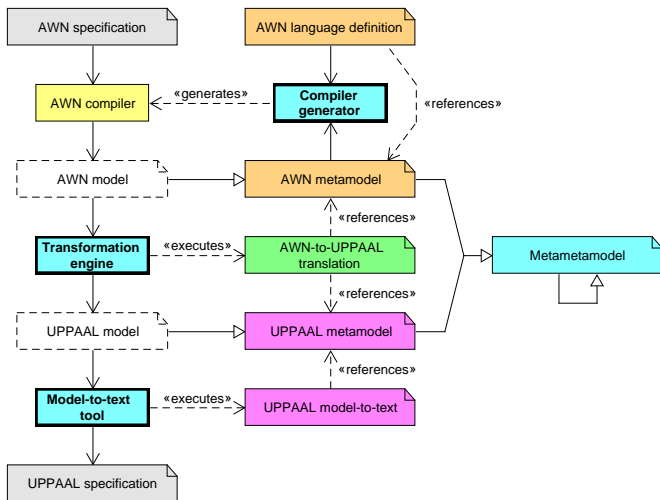 AWN specification
AWN language definition
AWN compiler
«generates»
Compiler
generator
«references»
AWN model
AWN metamodel
«references»
Transformation
engine
«executes»
AWN-to-UPPAAL
translation
Metametamodel
«references»
UPPAAL model
UPPAAL metamodel
«references»
Model-to-text
tool
«executes»
UPPAAL model-to-text
UPPAAL specification